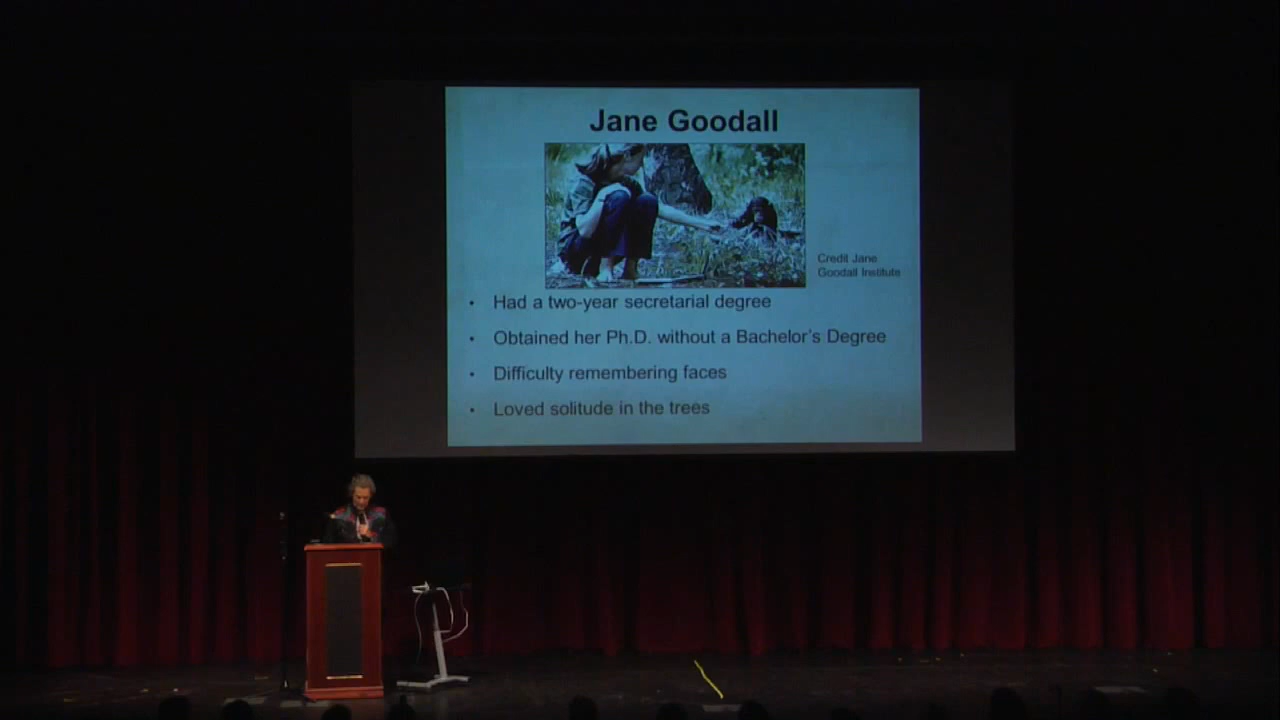 Jane Goodall
Credit Jane
Goodall Institute
• Had a two-year secretarial degree
• Obtained her Ph.D. without a Bachelor's Degree
• Difficulty remembering faces
• Loved solitude in the trees